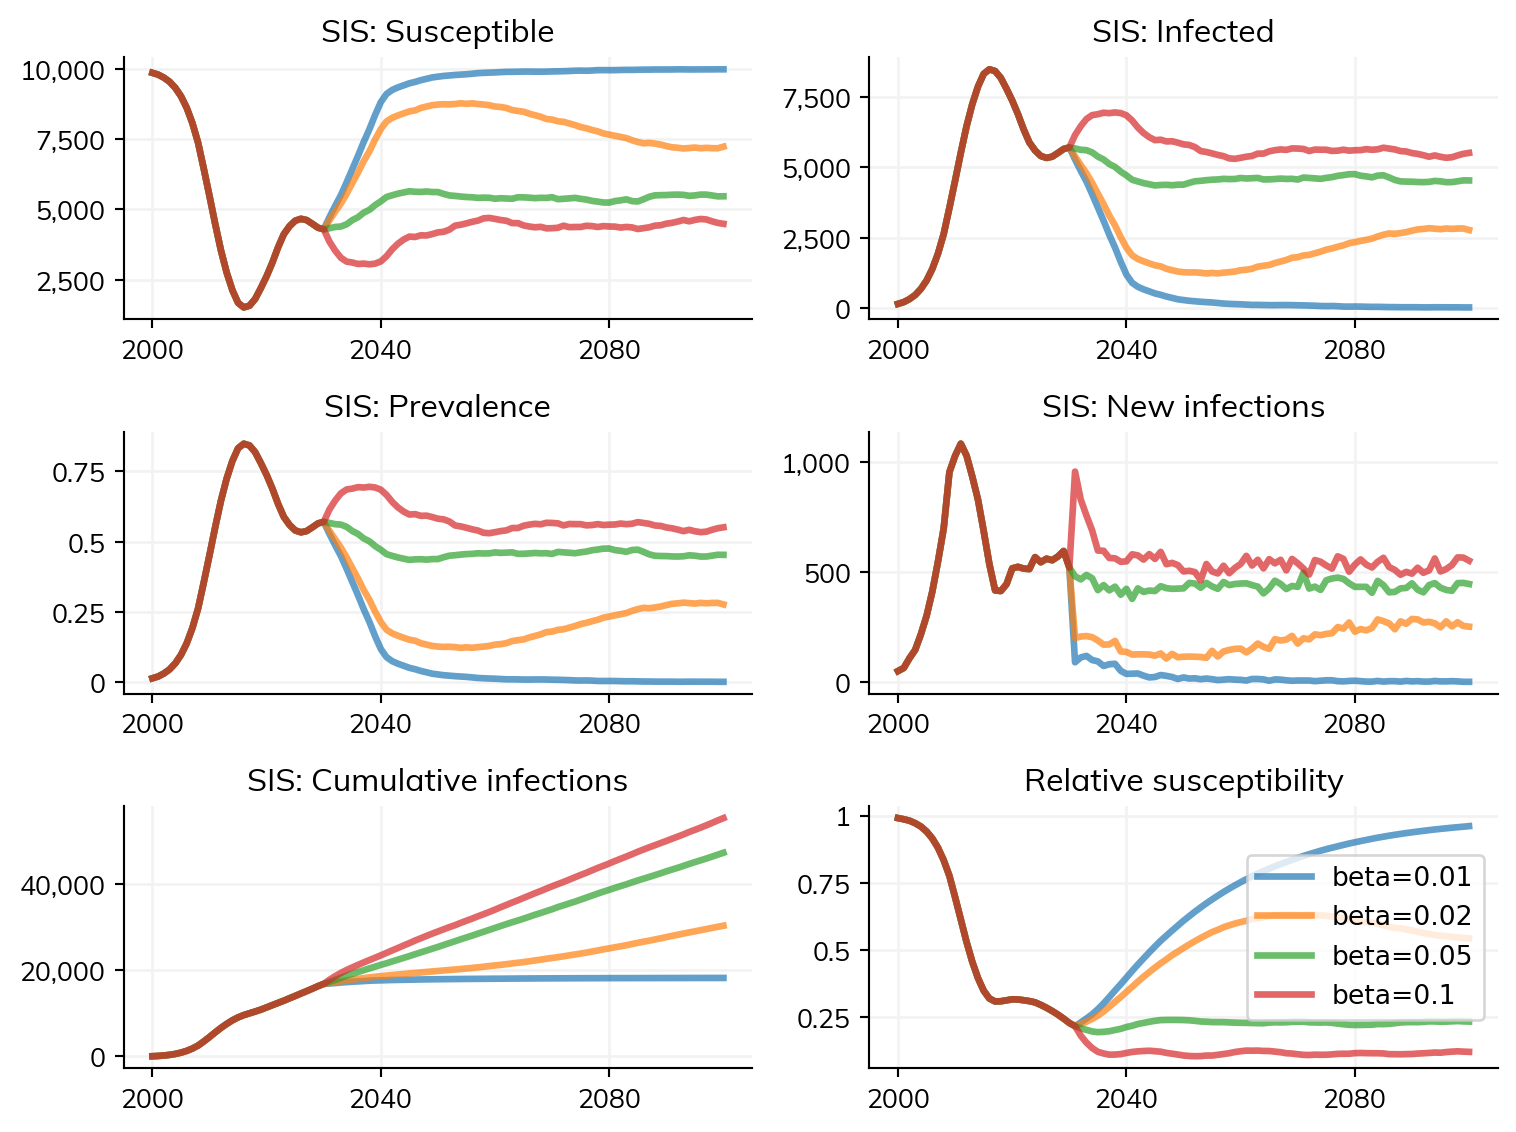 SIS: Susceptible
10,000
7,500
5,000
2,500
2000 2040 2080
SIS: Infected
7,500
5,000
2,500
0
2000 2040 2080
SIS: Prevalence
0.75
0.5
0.25
0
2000 2040 2080
SIS: New infections
1,000
500
0
2000 2040 2080
SIS: Cumulative infections
40,000
20,000
0
2000 2040 2080
Relative susceptibility
1
0.75
0.5
0.25
2000 2040 2080
beta=0.01
beta=0.02
beta=0.05
beta=0.1